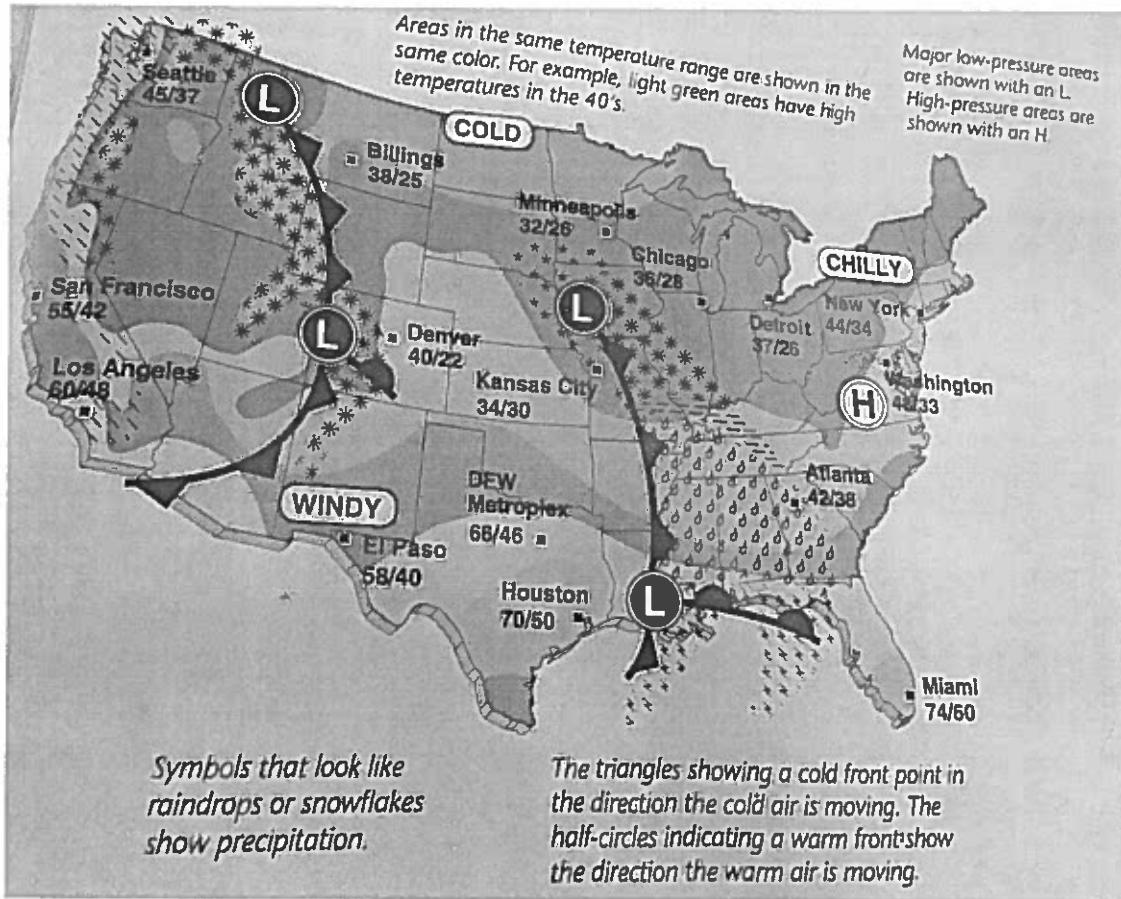 Areas in the same temperature range are shown in the
same color. For example, light green areas have high
temperatures in the 40's.
Major low-pressure areas
are shown with an L.
High-pressure areas are
shown with an H.
Seattle
45/37
L
COLD
Billings
38/25
Minneapolis
32/26
Chicago
36/28
CHILLY
San Francisco
55/42
L
Denver
40/22
L
Detroit
37/26
New York
44/34
Los Angeles
60/48
Kansas City
34/30
H
Washington
33
WINDY
El Paso
58/40
Metroplex
66/46
Atlanta
42/38
Houston
70/50
L
Miami
74/60
Symbols that look like
raindrops or snowflakes
show precipitation.
The triangles showing a cold front point in
the direction the cold air is moving. The
half-circles indicating a warm front show
the direction the warm air is moving.